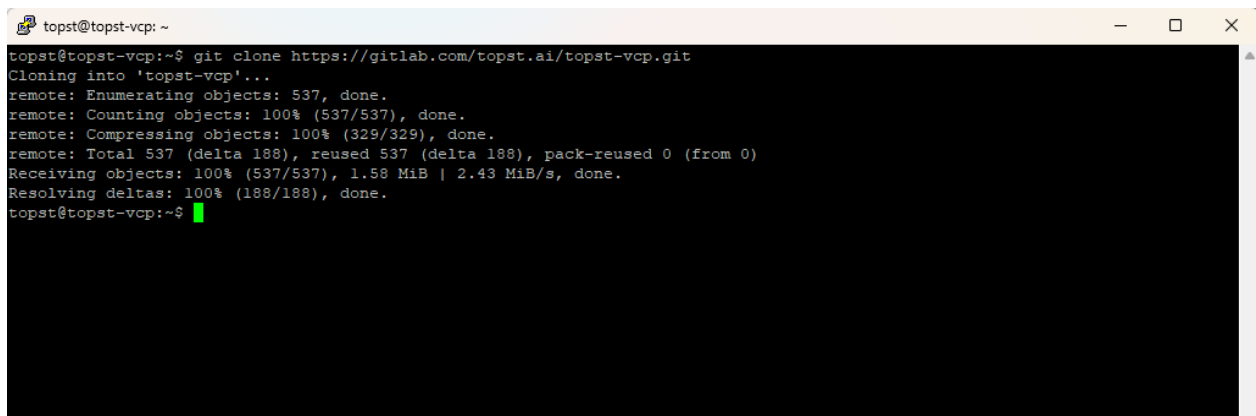 topst@topst-vcp: ~
topst@topst-vcp:~$ git clone https://gitlab.com/topst.ai/topst-vcp.git
Cloning into 'topst-vcp'...
remote: Enumerating objects: 537, done.
remote: Counting objects: 100% (537/537), done.
remote: Compressing objects: 100% (329/329), done.
remote: Total 537 (delta 188), reused 537 (delta 188), pack-reused 0 (from 0)
Receiving objects: 100% (537/537), 1.58 MiB | 2.43 MiB/s, done.
Resolving deltas: 100% (188/188), done.
topst@topst-vcp:~$